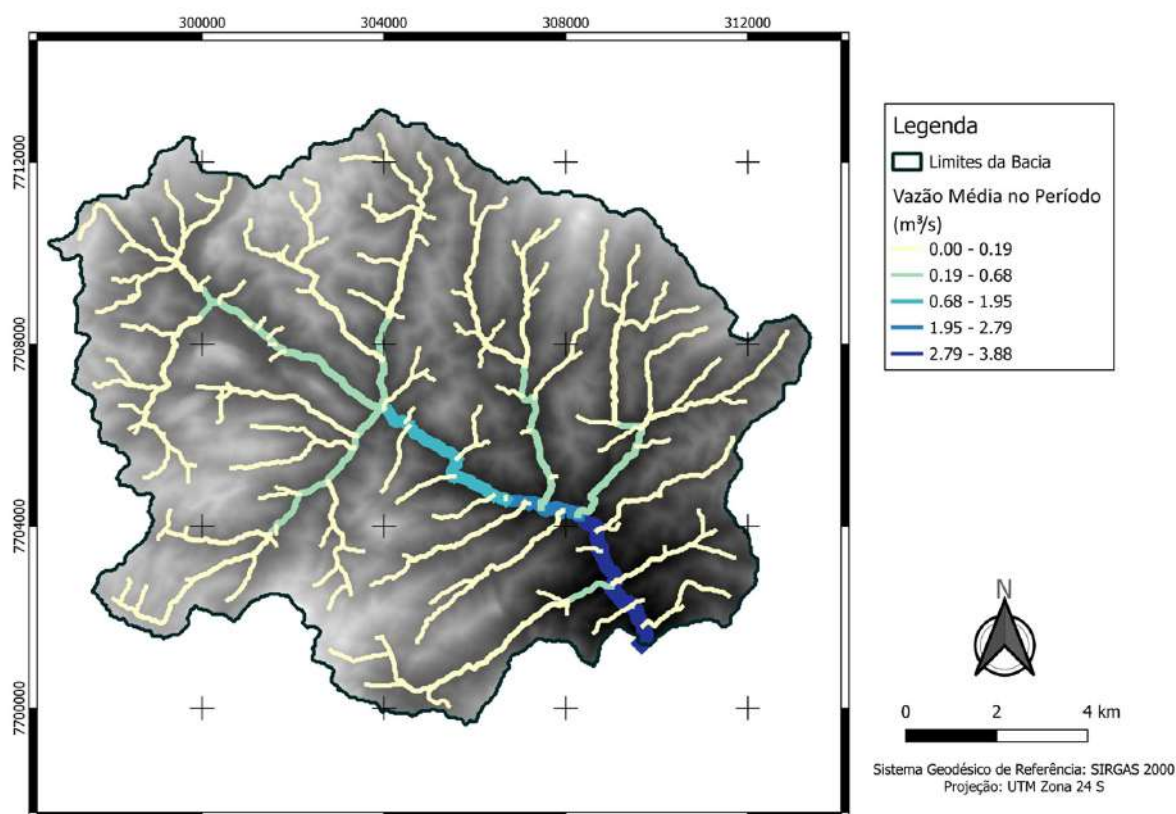 300000
304000
308000
312000
7712000
7708000
7704000
7700000
Legenda
Limites da Bacia
Vazão Média no Período
(m³/s)
0.00 - 0.19
0.19 - 0.68
0.68 - 1.95
1.95 - 2.79
2.79 - 3.88
N
0 2 4 km
Sistema Geodésico de Referência: SIRGAS 2000
Projeção: UTM Zona 24 S